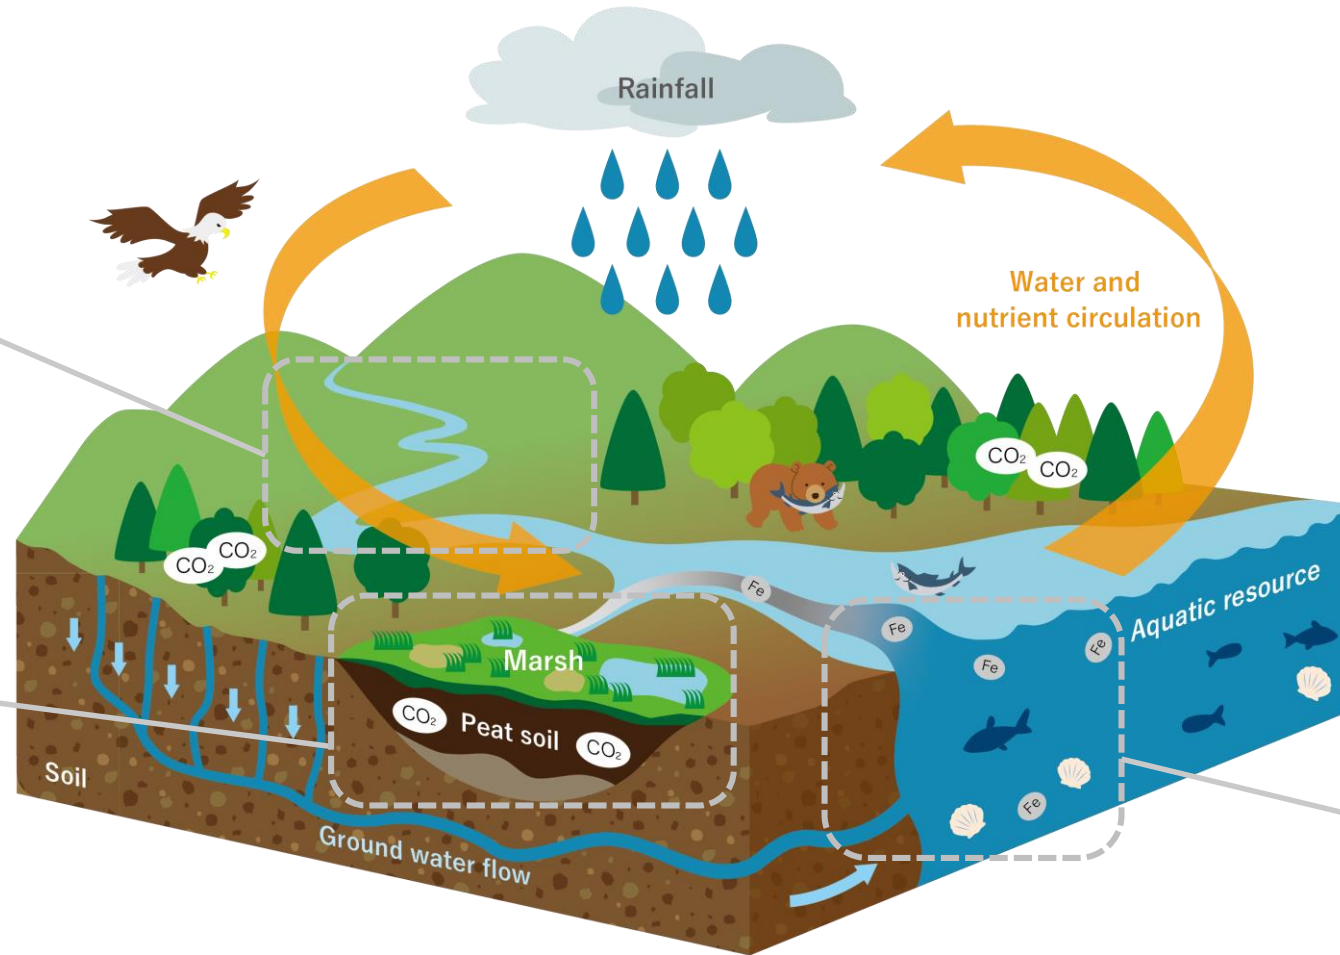 Rainfall
Water and
nutrient circulation
CO₂
CO₂
CO₂
CO₂
Fe
Fe
Fe
Fe
Aquatic resource
Marsh
CO₂
Peat soil
CO₂
Soil
Fe
Ground water flow